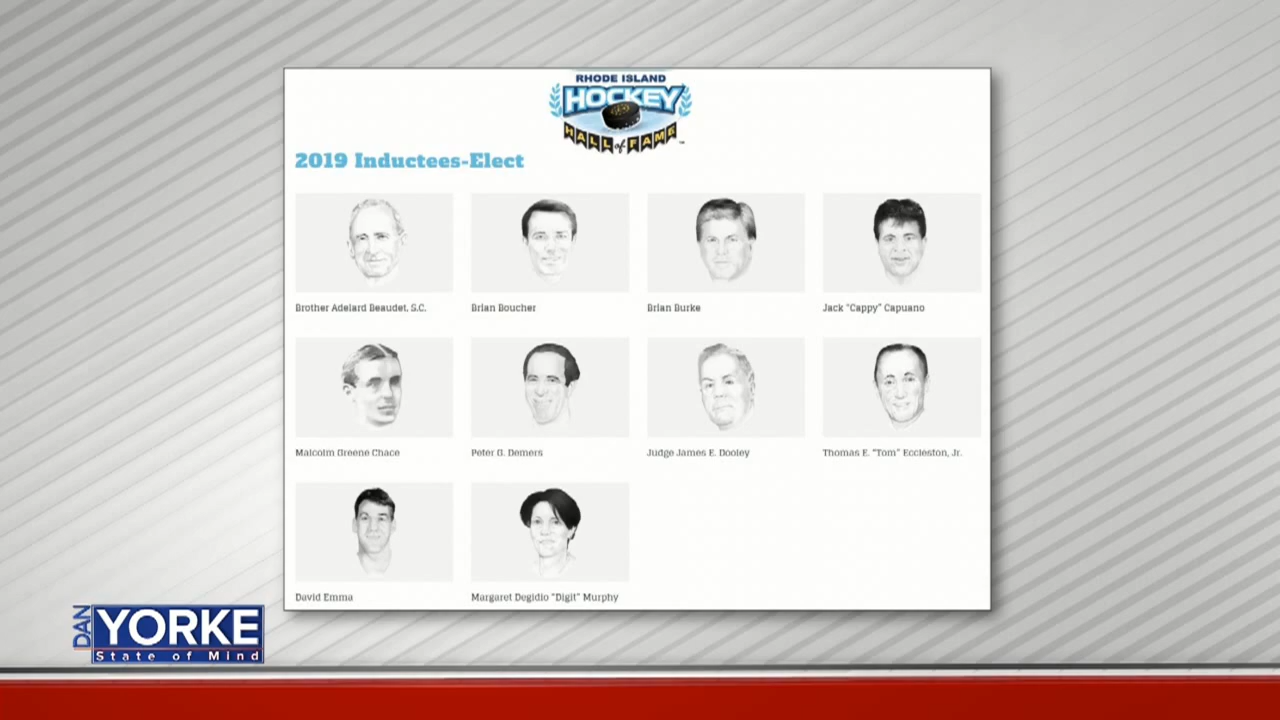 RHODE ISLAND
HOCKEY
HALL of FAME
2019 Inductees-Elect
Brother Adelard Beaudet, S.C.
Brian Boucher
Brian Burke
Jack "Cappy" Capuano
Malcolm Greene Chace
Peter G. Demers
Judge James E. Dooley
Thomas E. "Tom" Eccleston, Jr.
David Emma
Margaret Degidio "Digit" Murphy
DAN
YORKE
State of Mind